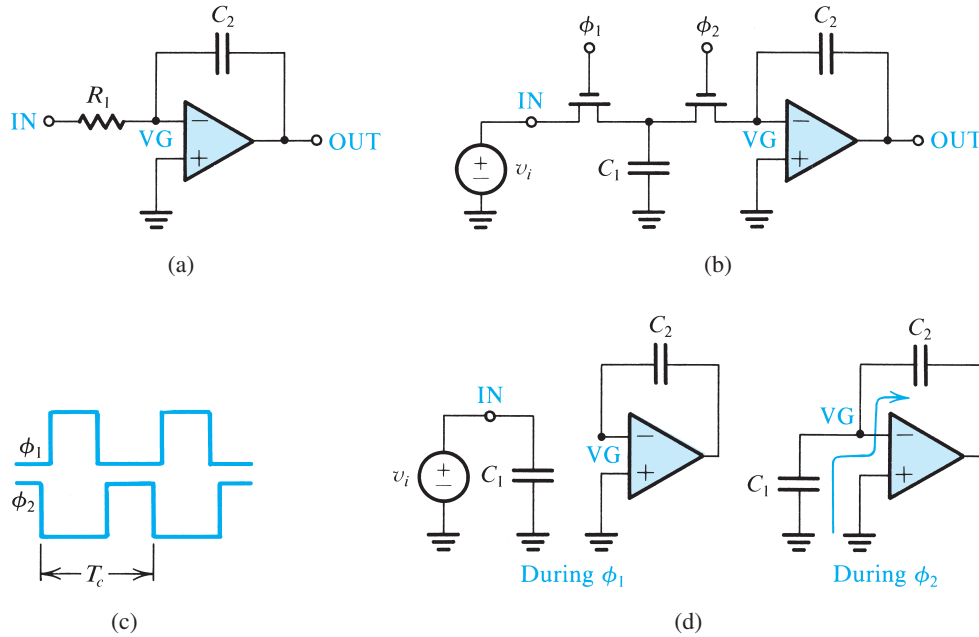 C₂
R₁
IN
VG
−
+
OUT
(a)
ϕ₁
ϕ₂
C₂
IN
VG
−
+
OUT
+
−
vᵢ
C₁
(b)
ϕ₁
ϕ₂
T_c
(c)
C₂
IN
vᵢ
+
−
C₁
VG
−
+
During ϕ₁
C₂
VG
−
+
C₁
During ϕ₂
(d)